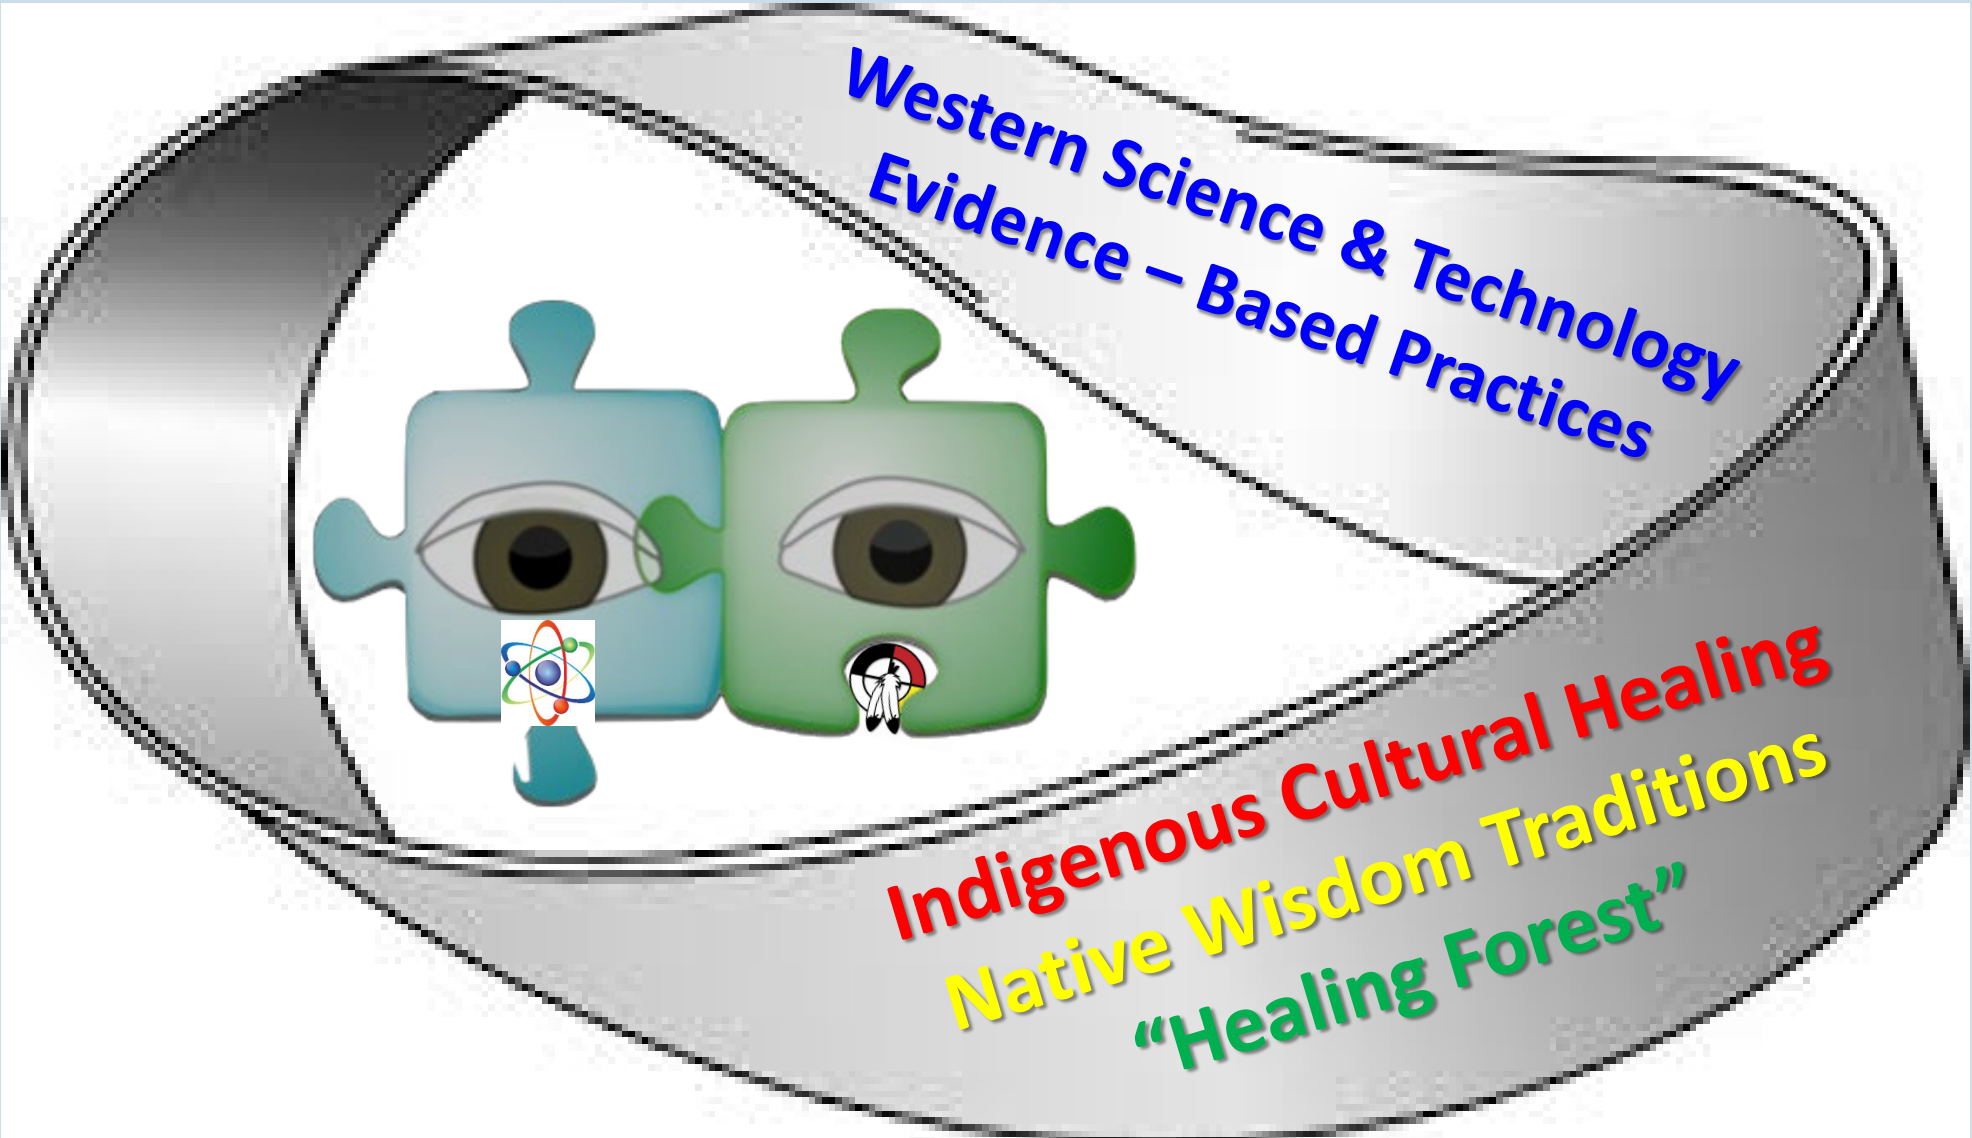 Western Science & Technology
Evidence – Based Practices
Indigenous Cultural Healing
Native Wisdom Traditions
“Healing Forest”